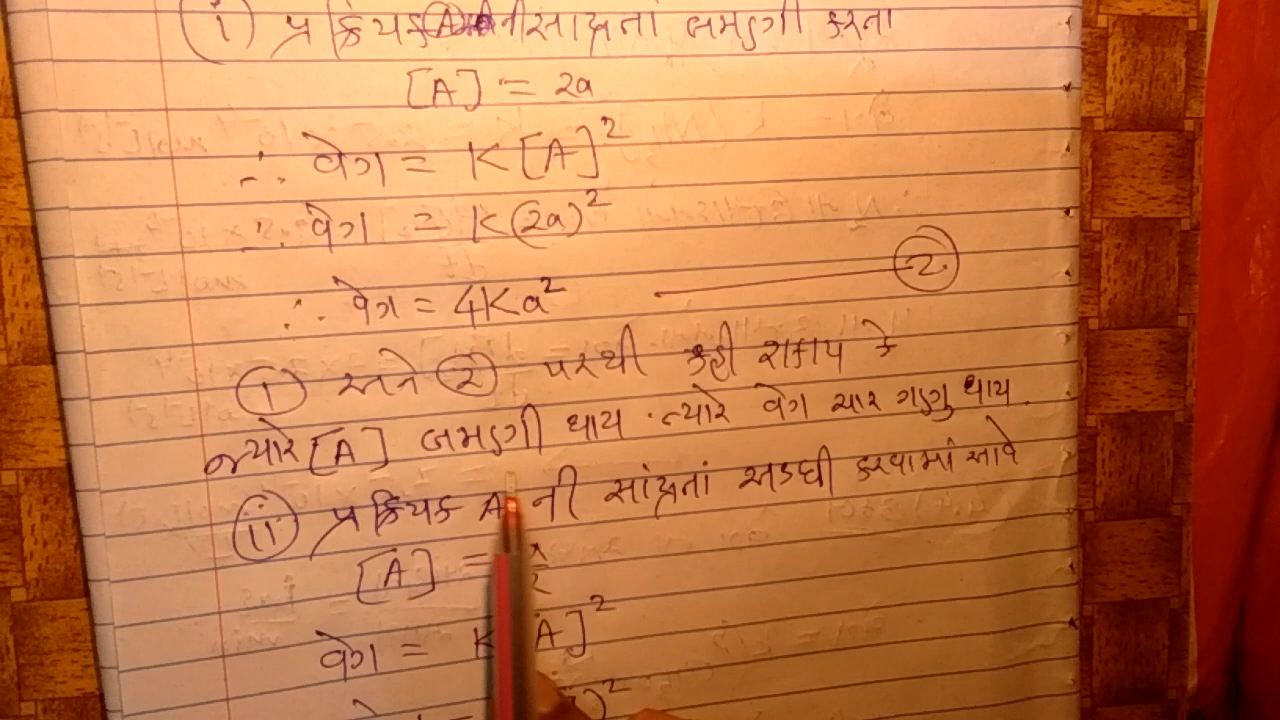 (i) પ્રક્રિયક ની સાંદ્રતાં બમણી કરતા
[A] = 2a
∴ વેગ = K[A]²
∴ વેગ = K(2a)²
∴ વેગ = 4Ka² ——— ②
① અને ② પરથી કહી શકાય કે
જ્યારે [A] બમણી થાય ત્યારે વેગ ચાર ગણુ થાય.
(ii) પ્રક્રિયક A ની સાંદ્રતાં અડધી કરવામાં આવે
[A] =
વેગ = K[A]²